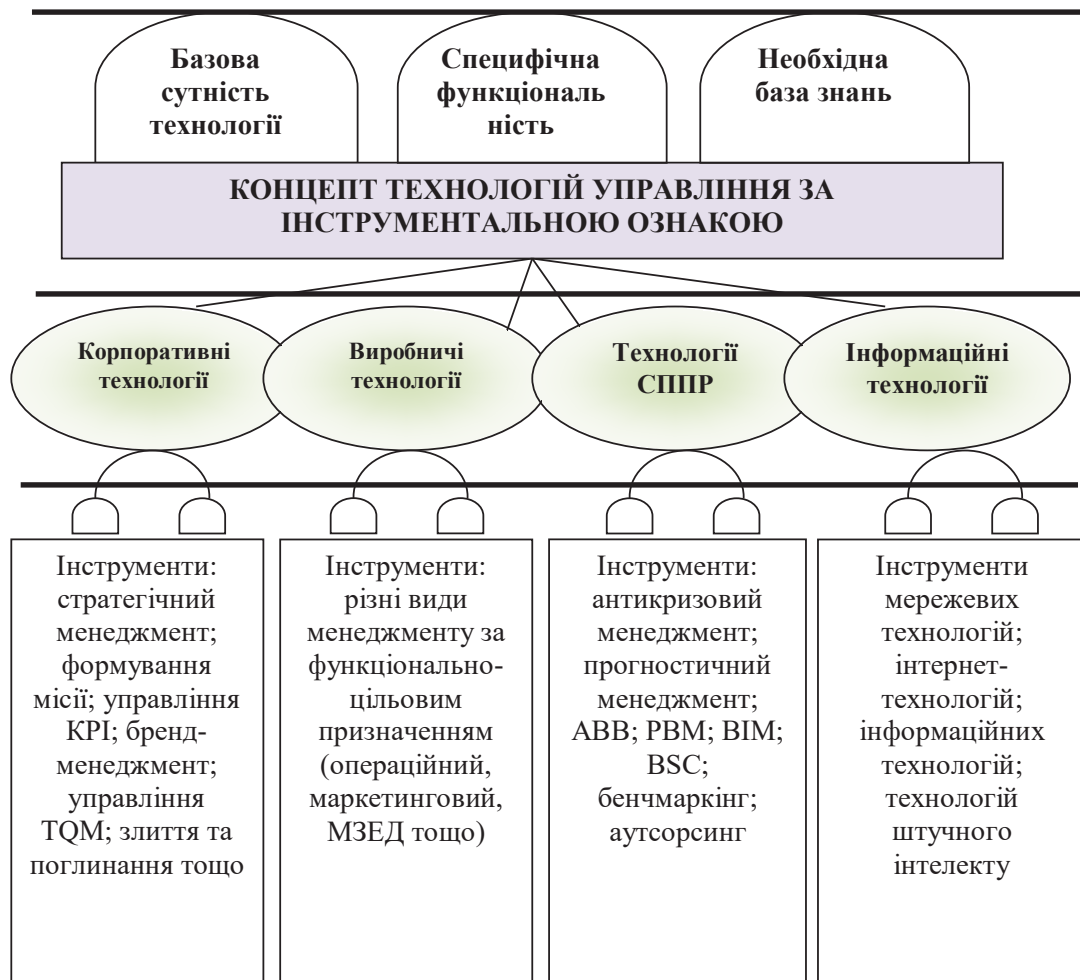 Базова
сутність
технології
Специфічна
функціональ
ність
Необхідна
база знань
КОНЦЕПТ ТЕХНОЛОГІЙ УПРАВЛІННЯ ЗА
ІНСТРУМЕНТАЛЬНОЮ ОЗНАКОЮ
Корпоративні
технології
Виробничі
технології
Технології
СППР
Інформаційні
технології
Інструменти:
стратегічний
менеджмент;
формування
місії; управління
KPI; бренд-
менеджмент;
управління
TQM; злиття та
поглинання тощо
Інструменти:
різні види
менеджменту за
функціонально-
цільовим
призначенням
(операційний,
маркетинговий,
МЗЕД тощо)
Інструменти:
антикризовий
менеджмент;
прогностичний
менеджмент;
ABB; PBM; BIM;
BSC;
бенчмаркінг;
аутсорсинг
Інструменти
мережевих
технологій;
інтернет-
технологій;
інформаційних
технологій;
технологій
штучного
інтелекту